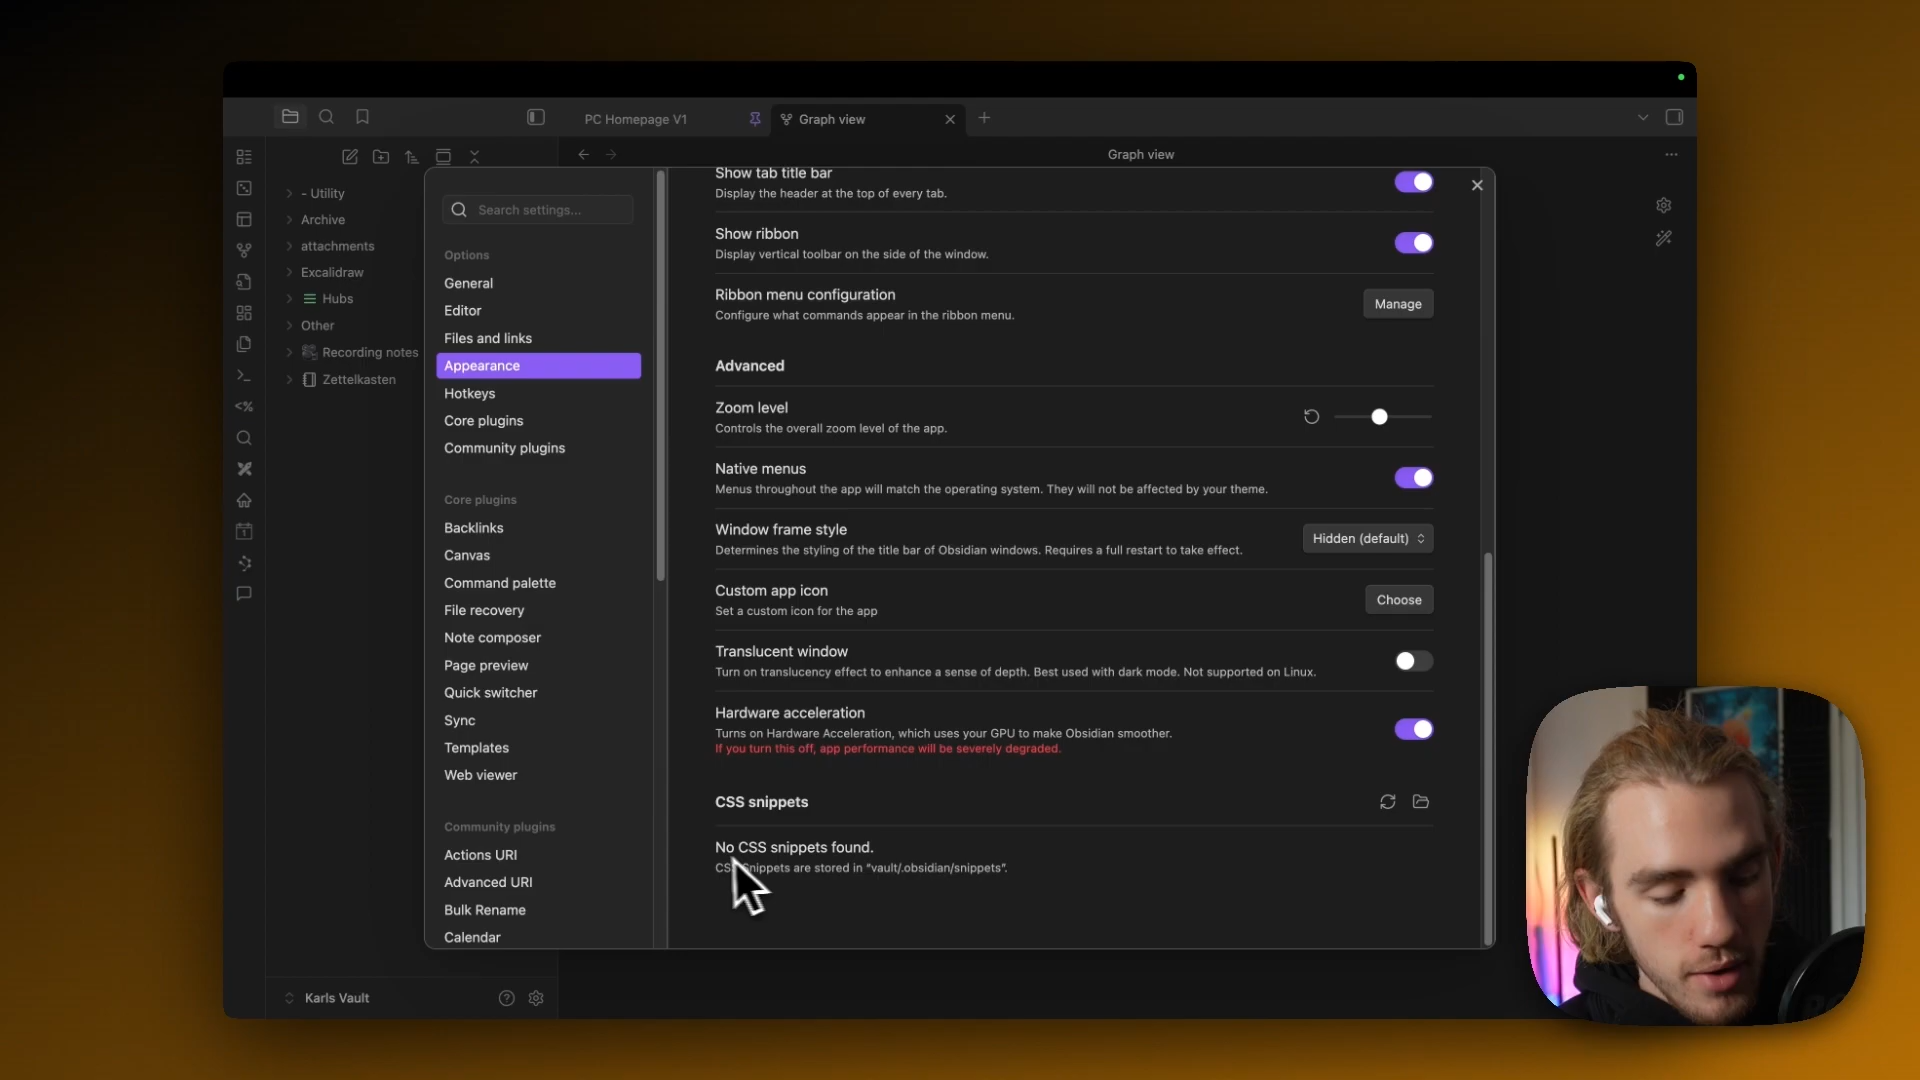 PC Homepage V1
Graph view
Graph view
- Utility
Archive
attachments
Excalidraw
Hubs
Other
Recording notes
Zettelkasten
Karls Vault
Search settings...
Options
General
Editor
Files and links
Appearance
Hotkeys
Core plugins
Community plugins
Core plugins
Backlinks
Canvas
Command palette
File recovery
Note composer
Page preview
Quick switcher
Sync
Templates
Web viewer
Community plugins
Actions URI
Advanced URI
Bulk Rename
Calendar
Show tab title bar
Display the header at the top of every tab.
Show ribbon
Display vertical toolbar on the side of the window.
Ribbon menu configuration
Configure what commands appear in the ribbon menu.
Manage
Advanced
Zoom level
Controls the overall zoom level of the app.
Native menus
Menus throughout the app will match the operating system. They will not be affected by your theme.
Window frame style
Determines the styling of the title bar of Obsidian windows. Requires a full restart to take effect.
Hidden (default)
Custom app icon
Set a custom icon for the app
Choose
Translucent window
Turn on translucency effect to enhance a sense of depth. Best used with dark mode. Not supported on Linux.
Hardware acceleration
Turns on Hardware Acceleration, which uses your GPU to make Obsidian smoother.
If you turn this off, app performance will be severely degraded.
CSS snippets
No CSS snippets found.
CSS snippets are stored in "vault/.obsidian/snippets".